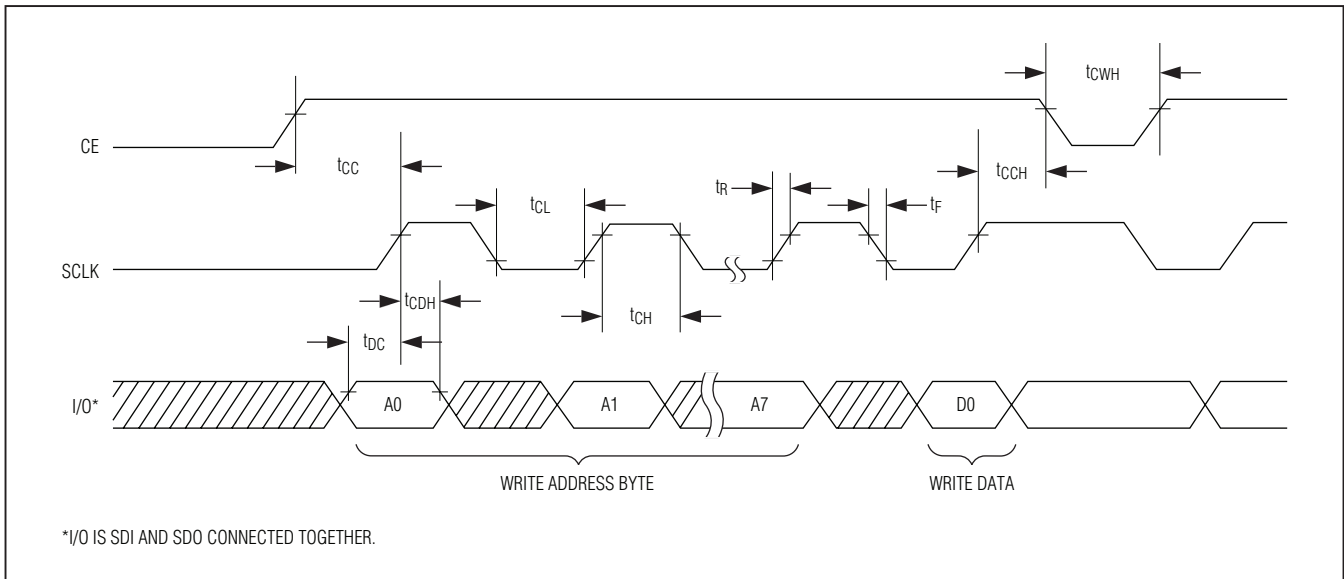 CE
tCC
tCWH
tCCH
SCLK
tCL
tR
tF
tCDH
tCH
tDC
I/O*
A0
A1
A7
D0
WRITE ADDRESS BYTE
WRITE DATA
*I/O IS SDI AND SDO CONNECTED TOGETHER.